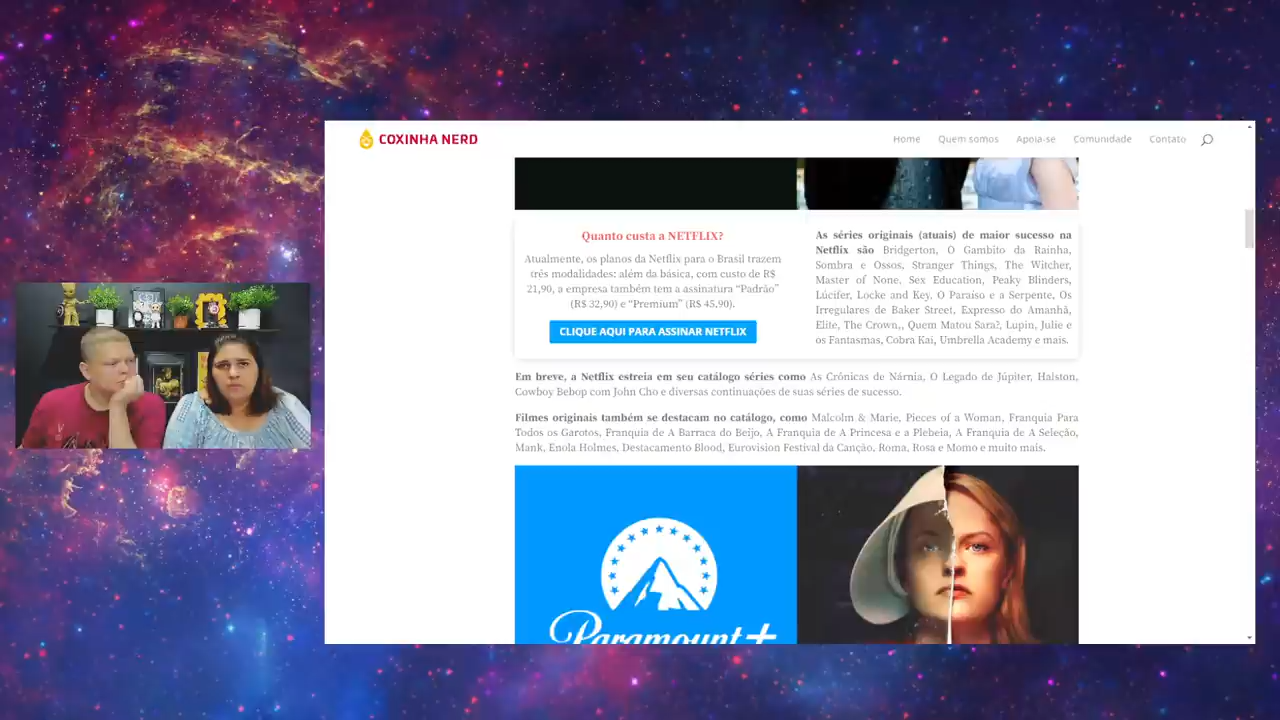 COXINHA NERD
Home Quem somos Apoia-se Comunidade Contato
Quanto custa a NETFLIX?
Atualmente, os planos da Netflix para o Brasil trazem
três modalidades: além da básica, com custo de R$
21,90, a empresa também tem a assinatura “Padrão”
(R$ 32,90) e “Premium” (R$ 45,90).
CLIQUE AQUI PARA ASSINAR NETFLIX
As séries originais (atuais) de maior sucesso na
Netflix são Bridgerton, O Gambito da Rainha,
Sombra e Ossos, Stranger Things, The Witcher,
Master of None, Sex Education, Peaky Blinders,
Lúcifer, Locke and Key, O Paraíso e a Serpente, Os
Irregulares de Baker Street, Expresso do Amanhã,
Elite, The Crown,, Quem Matou Sara?, Lupin, Julie e
os Fantasmas, Cobra Kai, Umbrella Academy e mais.
Em breve, a Netflix estreia em seu catálogo séries como As Crônicas de Nárnia, O Legado de Júpiter, Halston,
Cowboy Bebop com John Cho e diversas continuações de suas séries de sucesso.
Filmes originais também se destacam no catálogo, como Malcolm & Marie, Pieces of a Woman, Franquia Para
Todos os Garotos, Franquia de A Barraca do Beijo, A Franquia de A Princesa e a Plebeia, A Franquia de A Seleção,
Mank, Enola Holmes, Destacamento Blood, Eurovision Festival da Canção, Roma, Rosa e Momo e muito mais.
Paramount+